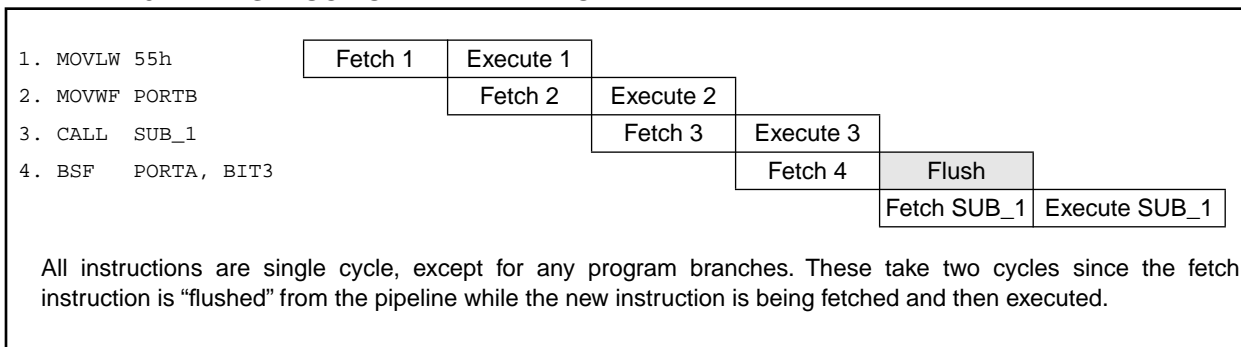 1. MOVLW 55h Fetch 1 Execute 1
2. MOVWF PORTB Fetch 2 Execute 2
3. CALL SUB_1 Fetch 3 Execute 3
4. BSF PORTA, BIT3 Fetch 4 Flush
Fetch SUB_1 Execute SUB_1
All instructions are single cycle, except for any program branches. These take two cycles since the fetch
instruction is “flushed” from the pipeline while the new instruction is being fetched and then executed.